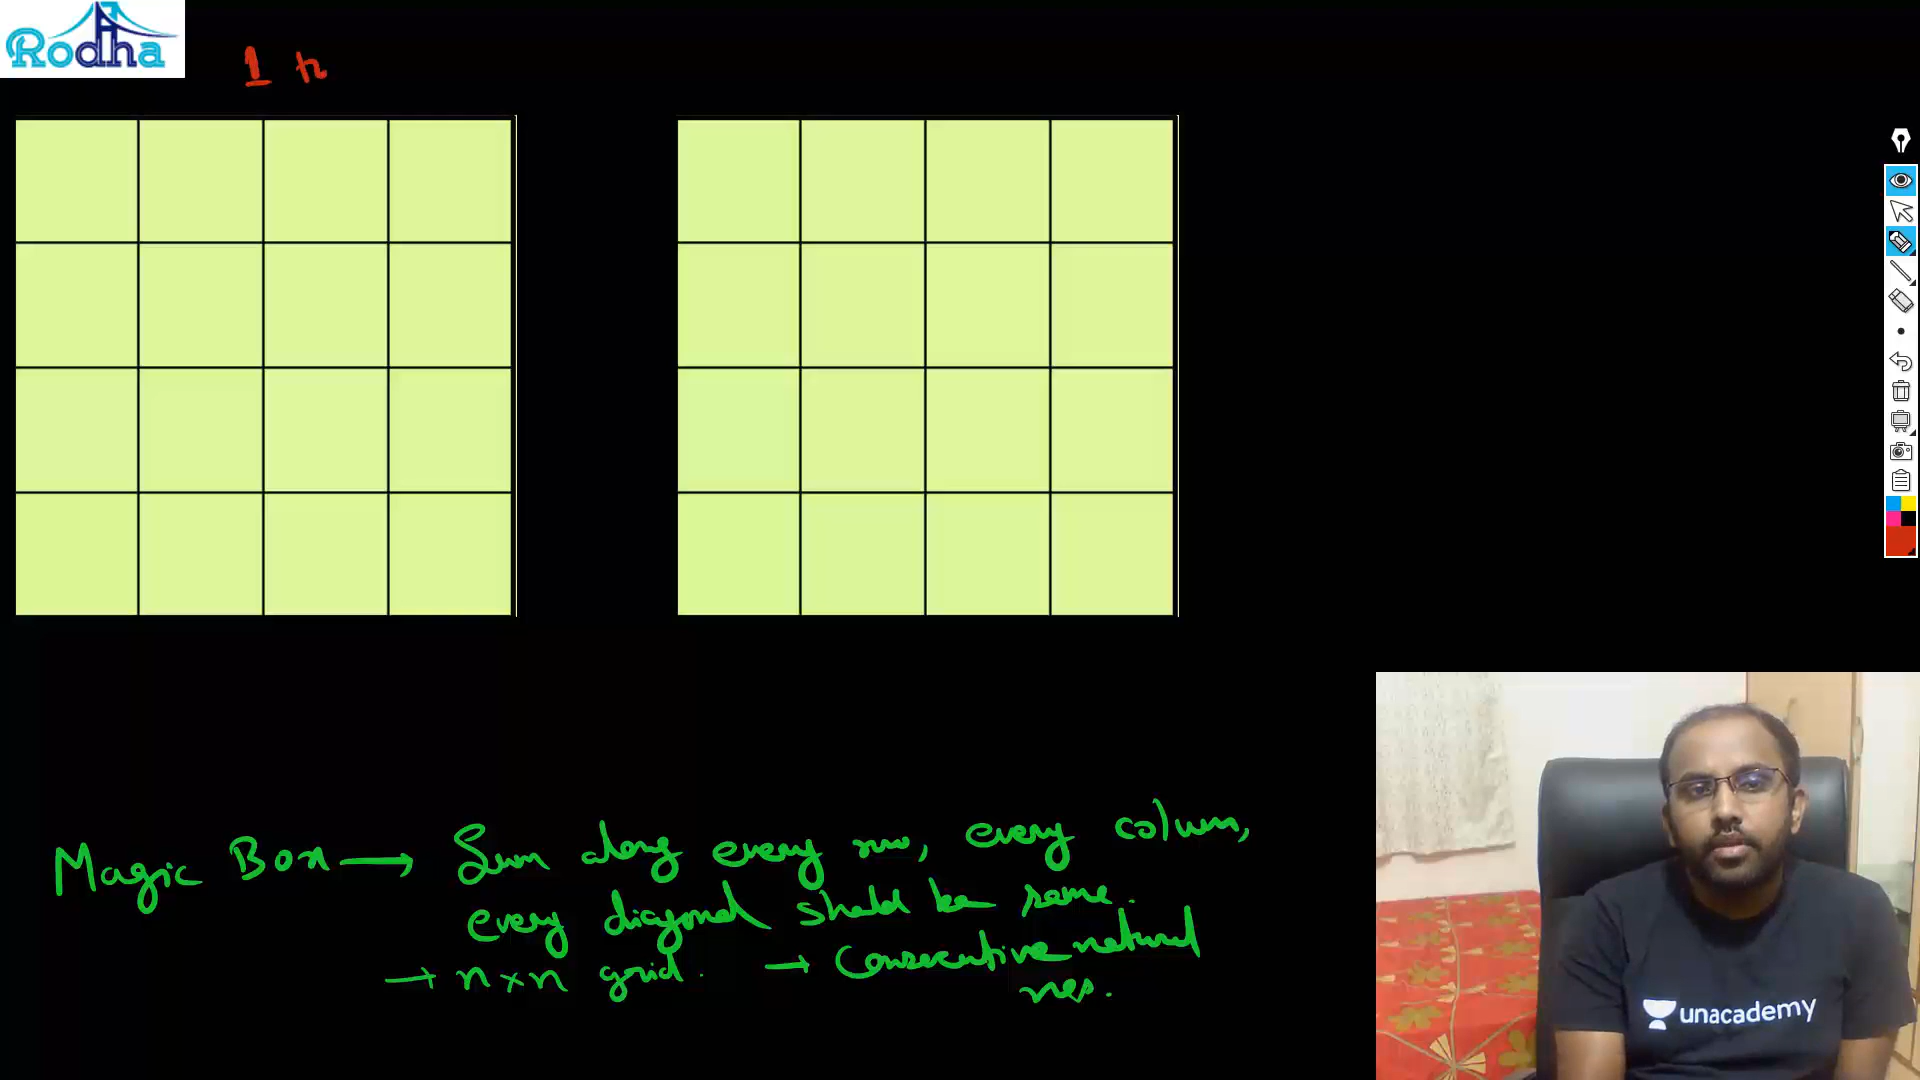 Rodha
1 t
Magic Box → Sum along every row, every column,
every diagonal should be same.
→ n×n grid. → Consecutive natural
nos.
unacademy